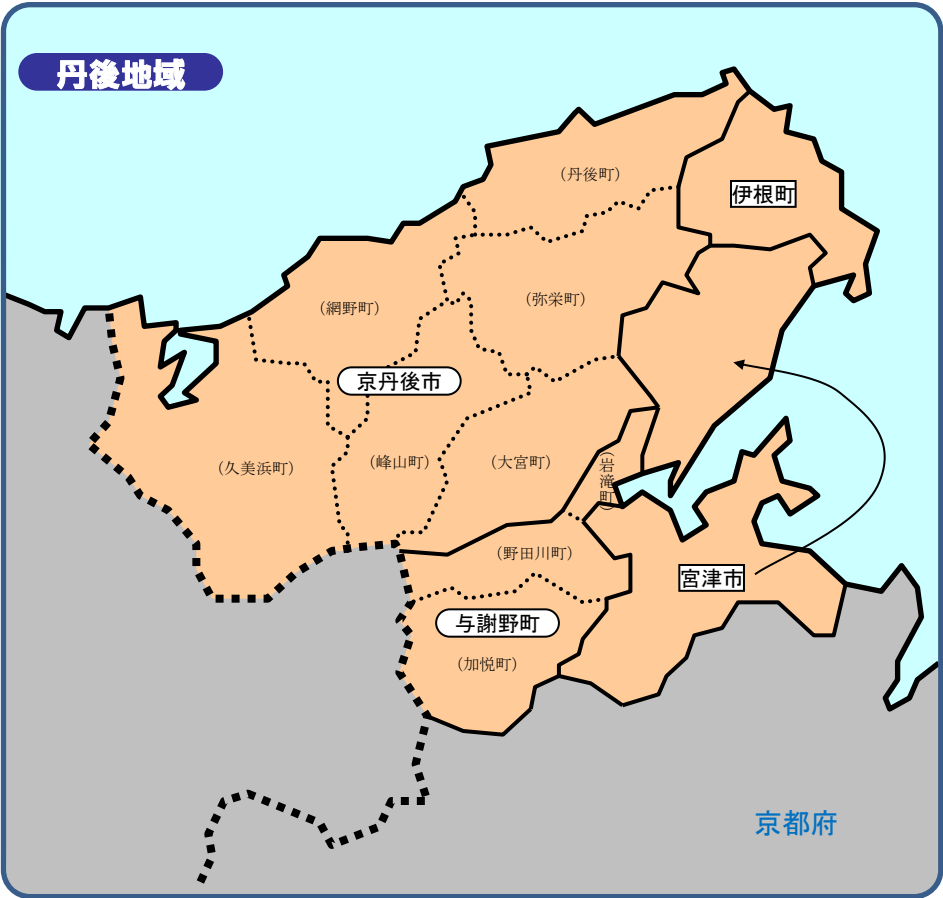 丹後地域
(丹後町)
伊根町
(網野町)
(弥栄町)
京丹後市
(久美浜町)
(峰山町)
(大宮町)
(岩滝町)
(野田川町)
宮津市
与謝野町
(加悦町)
京都府